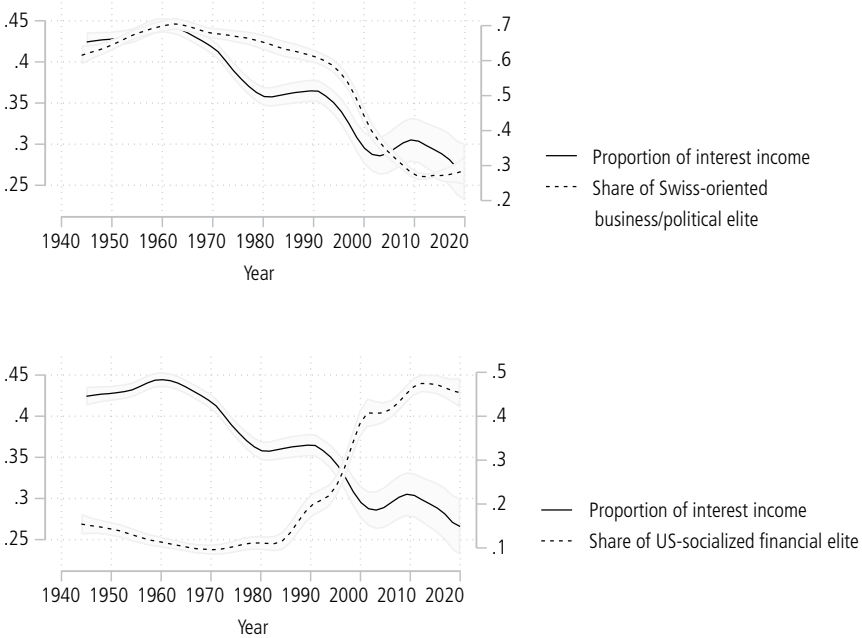 .45
.4
.35
.3
.25
.7
.6
.5
.4
.3
.2
1940 1950 1960 1970 1980 1990 2000 2010 2020
Year
Proportion of interest income
Share of Swiss-oriented
business/political elite
.45
.4
.35
.3
.25
.5
.4
.3
.2
.1
1940 1950 1960 1970 1980 1990 2000 2010 2020
Year
Proportion of interest income
Share of US-socialized financial elite